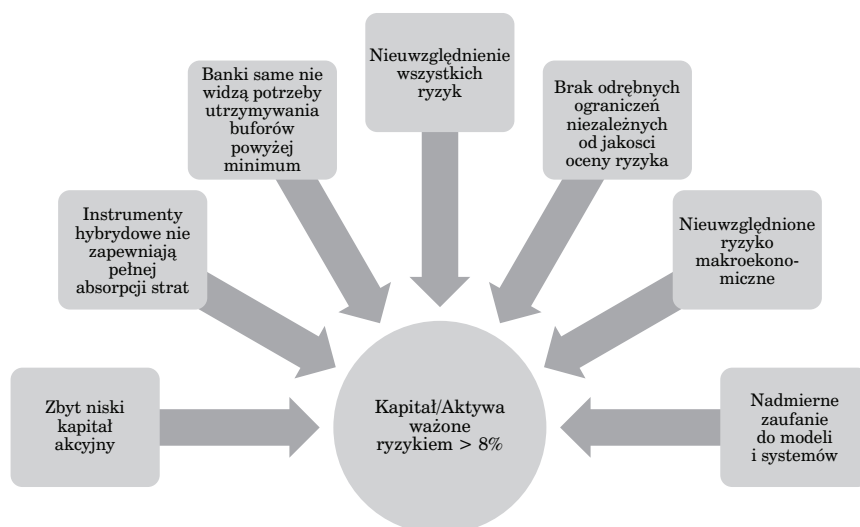 Zbyt niski
kapitał
akcyjny
Instrumenty
hybrydowe nie
zapewniają
pełnej
absorpcji strat
Banki same nie
widzą potrzeby
utrzymywania
buforów
powyżej
minimum
Nieuwzględnienie
wszystkich
ryzyk
Brak odrębnych
ograniczeń
niezależnych
od jakosci
oceny ryzyka
Nieuwzględnione
ryzyko
makroekono-
miczne
Nadmierne
zaufanie
do modeli
i systemów
Kapitał/Aktywa
ważone
ryzykiem > 8%